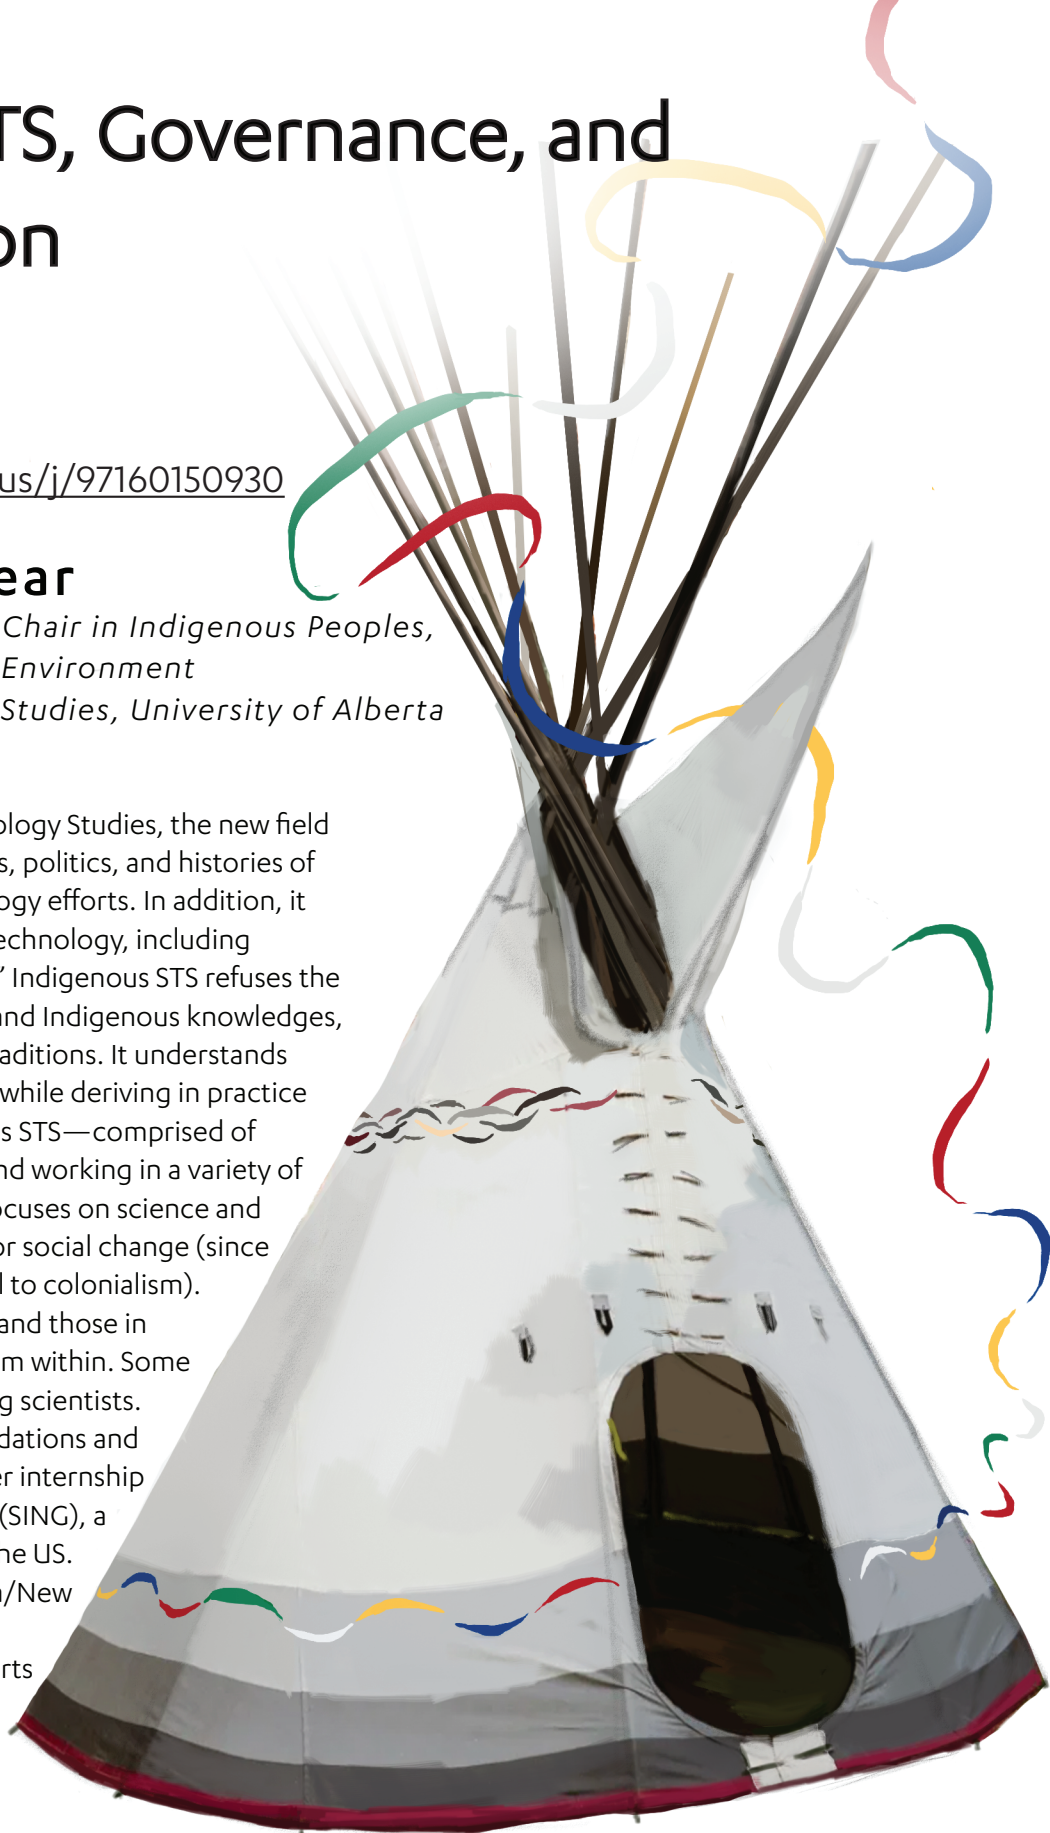 TS, Governance, and
on
us/j/97160150930
ear
Chair in Indigenous Peoples,
Environment
Studies, University of Alberta
ology Studies, the new field
s, politics, and histories of
ogy efforts. In addition, it
echnology, including
” Indigenous STS refuses the
and Indigenous knowledges,
aditions. It understands
while deriving in practice
s STS—comprised of
nd working in a variety of
ocuses on science and
or social change (since
l to colonialism).
and those in
m within. Some
g scientists.
dations and
er internship
(SING), a
he US.
a/New
rts